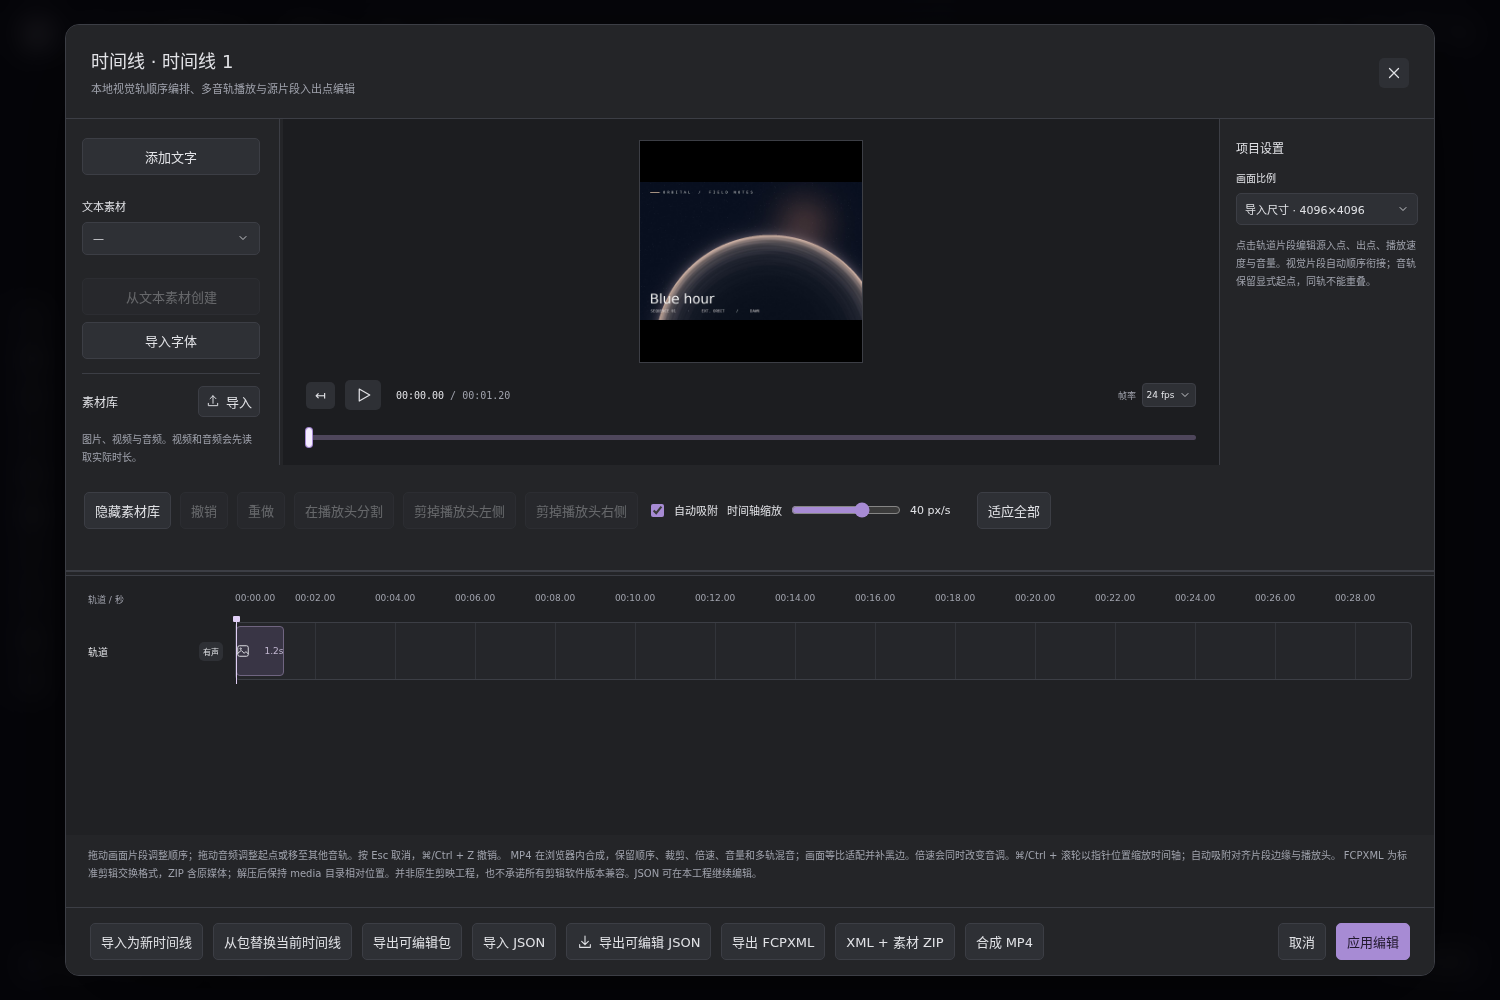 时间线 · 时间线 1
本地视觉轨顺序编排、多音轨播放与源片段入出点编辑
添加文字
文本素材
—
从文本素材创建
导入字体
素材库
导入
图片、视频与音频。视频和音频会先读
取实际时长。
ORBITAL / FIELD NOTES
Blue hour
00:00.00 / 00:01.20
帧率
24 fps
项目设置
画面比例
导入尺寸 · 4096×4096
点击轨道片段编辑源入点、出点、播放速
度与音量。视觉片段自动顺序衔接；音轨
保留显式起点，同轨不能重叠。
隐藏素材库
撤销
重做
在播放头分割
剪掉播放头左侧
剪掉播放头右侧
自动吸附
时间轴缩放
40 px/s
适应全部
轨道 / 秒
00:00.00
00:02.00
00:04.00
00:06.00
00:08.00
00:10.00
00:12.00
00:14.00
00:16.00
00:18.00
00:20.00
00:22.00
00:24.00
00:26.00
00:28.00
轨道
有声
1.2s
拖动画面片段调整顺序；拖动音频调整起点或移至其他音轨。按 Esc 取消，⌘/Ctrl + Z 撤销。 MP4 在浏览器内合成，保留顺序、裁剪、倍速、音量和多轨混音；画面等比适配并补黑边。倍速会同时改变音调。⌘/Ctrl + 滚轮以指针位置缩放时间轴；自动吸附对齐片段边缘与播放头。 FCPXML 为标
准剪辑交换格式，ZIP 含原媒体；解压后保持 media 目录相对位置。并非原生剪映工程，也不承诺所有剪辑软件版本兼容。JSON 可在本工程继续编辑。
导入为新时间线
从包替换当前时间线
导出可编辑包
导入 JSON
导出可编辑 JSON
导出 FCPXML
XML + 素材 ZIP
合成 MP4
取消
应用编辑